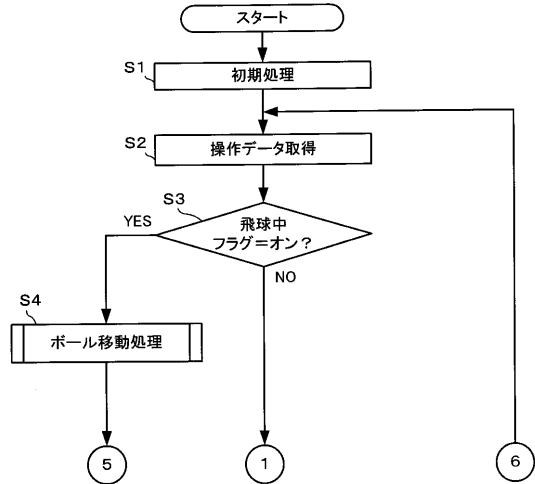 スタート
S1
初期処理
S2
操作データ取得
S3
YES
飛球中
フラグ=オン?
NO
S4
ボール移動処理
5
1
6